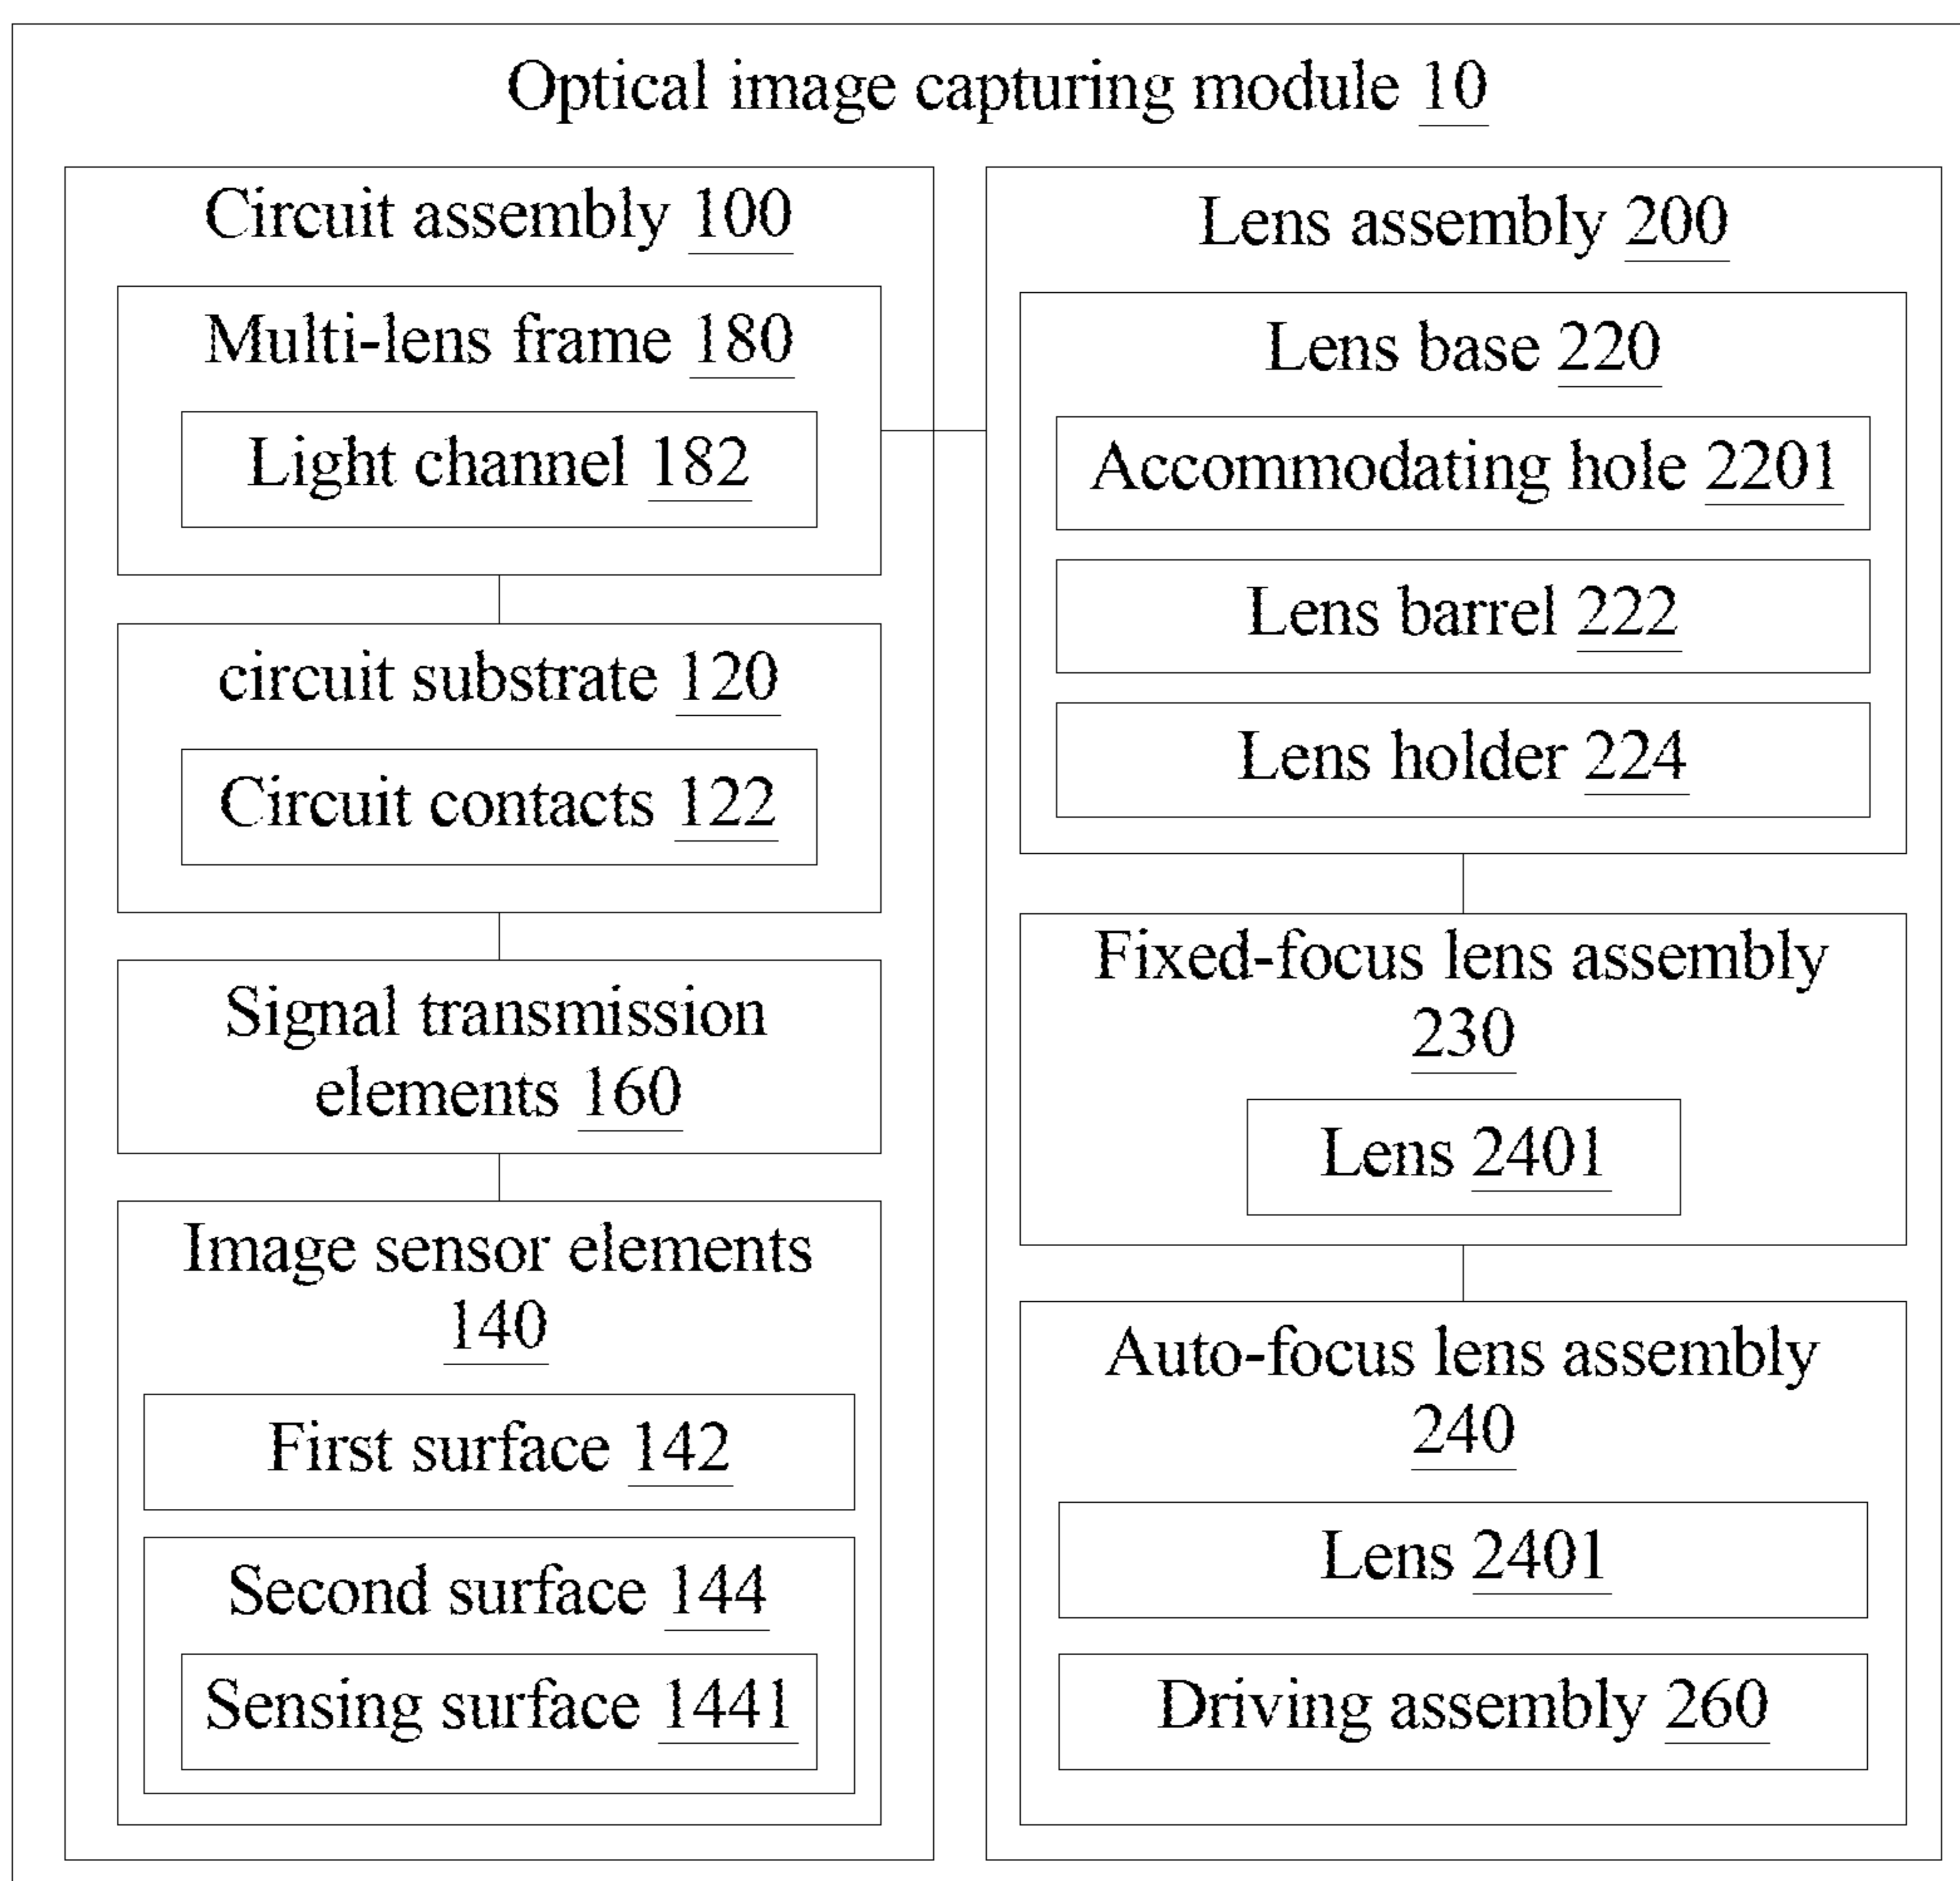 Optical image capturing module 10
Circuit assembly 100
Multi-lens frame 180
Light channel 182
circuit substrate 120
Circuit contacts 122
Signal transmission
elements 160
Image sensor elements
140
First surface 142
Second surface 144
Sensing surface 1441
Lens assembly 200
Lens base 220
Accommodating hole 2201
Lens barrel 222
Lens holder 224
Fixed-focus lens assembly
230
Lens 2401
Auto-focus lens assembly
240
Lens 2401
Driving assembly 260